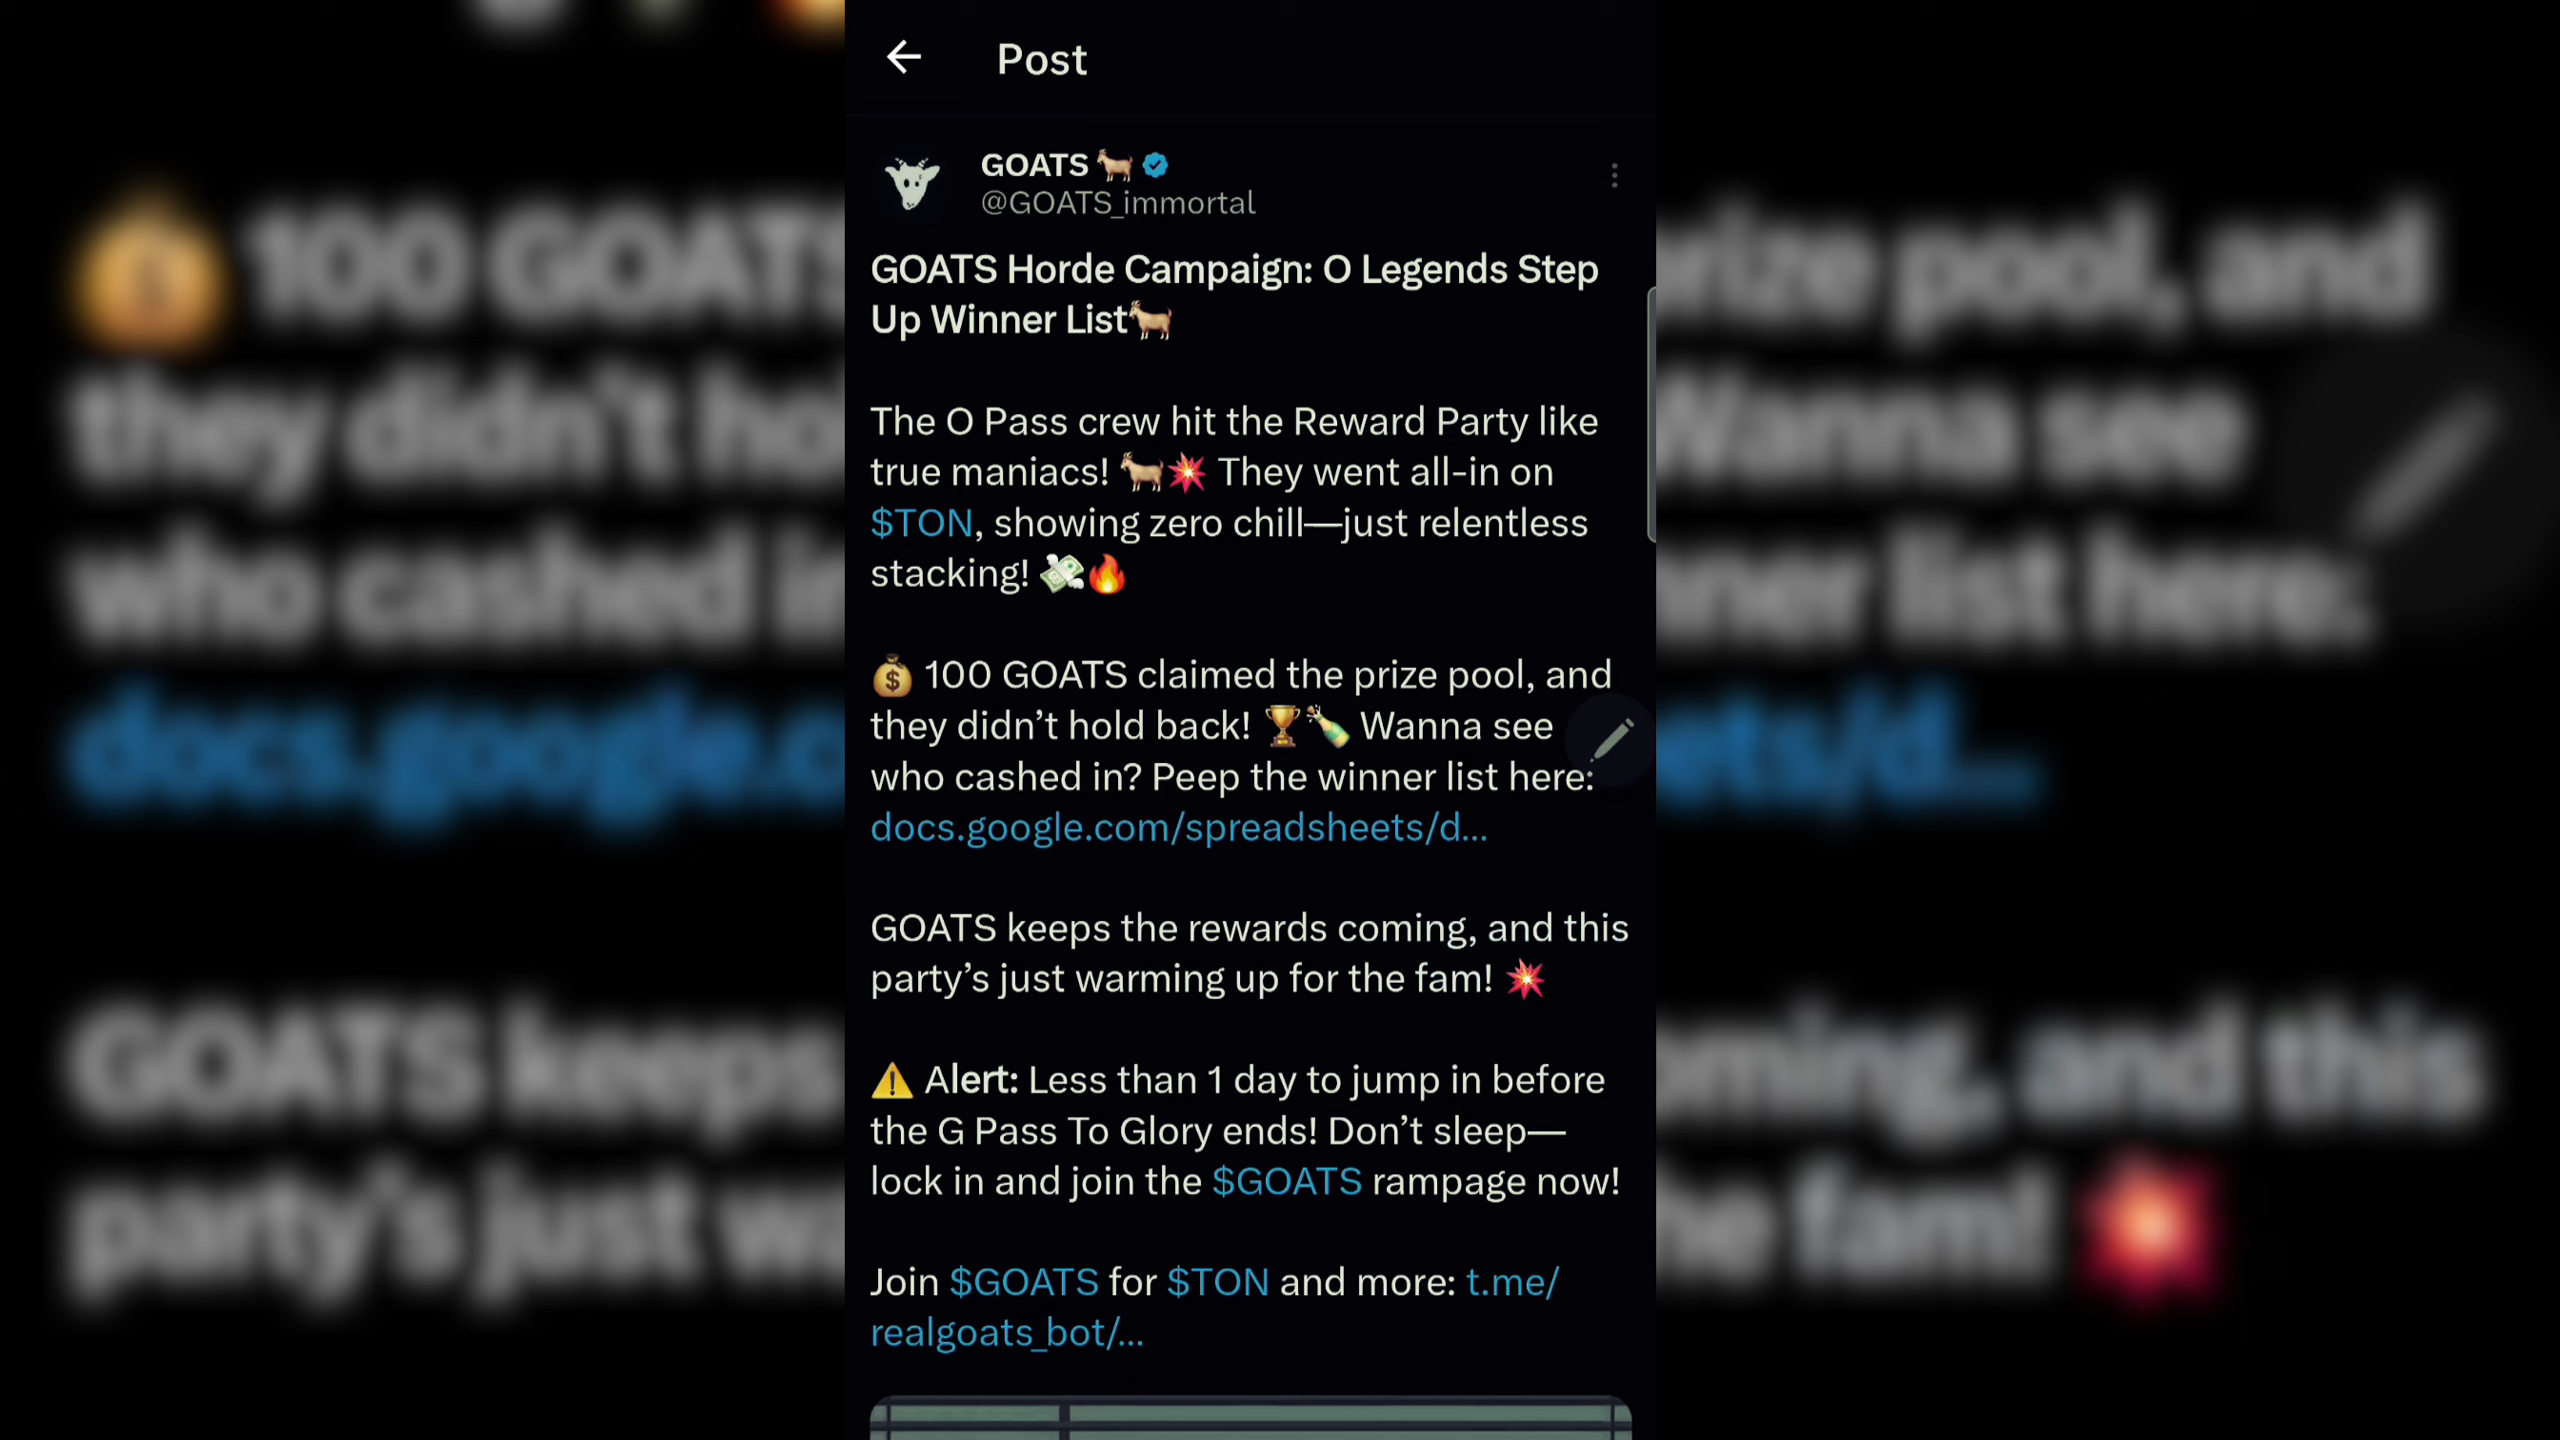 Post
GOATS 🐐
@GOATS_immortal
GOATS Horde Campaign: O Legends Step
Up Winner List🐐
The O Pass crew hit the Reward Party like
true maniacs! 🐐💥 They went all-in on
$TON, showing zero chill—just relentless
stacking! 💸🔥
💰 100 GOATS claimed the prize pool, and
they didn’t hold back! 🏆🍾 Wanna see
who cashed in? Peep the winner list here:
docs.google.com/spreadsheets/d…
GOATS keeps the rewards coming, and this
party’s just warming up for the fam! 💥
⚠️ Alert: Less than 1 day to jump in before
the G Pass To Glory ends! Don’t sleep—
lock in and join the $GOATS rampage now!
Join $GOATS for $TON and more: t.me/
realgoats_bot/…